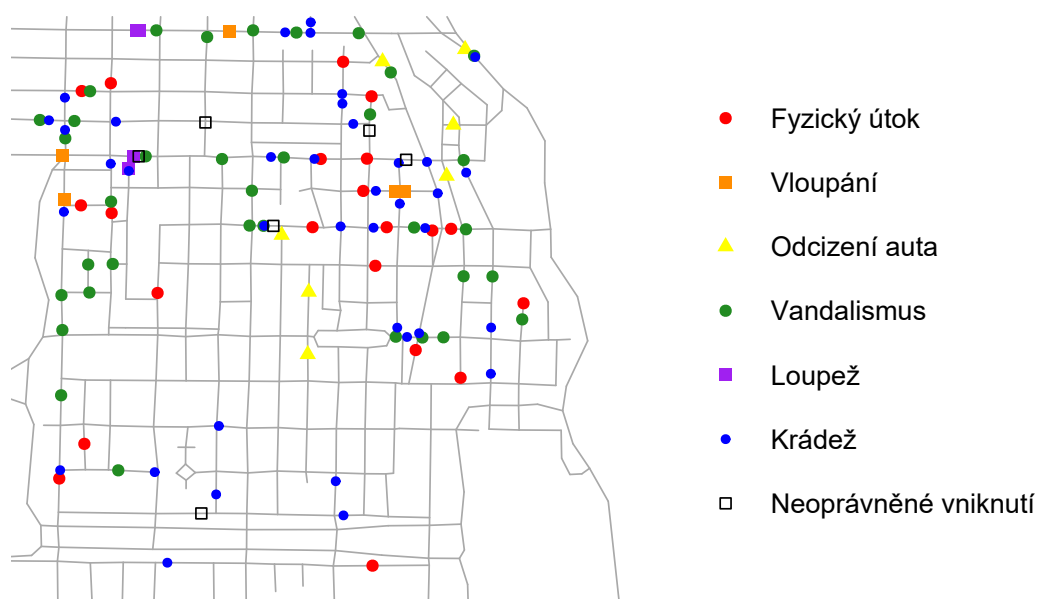 Fyzický útok
Vloupání
Odcizení auta
Vandalismus
Loupež
Krádež
Neoprávněné vniknutí